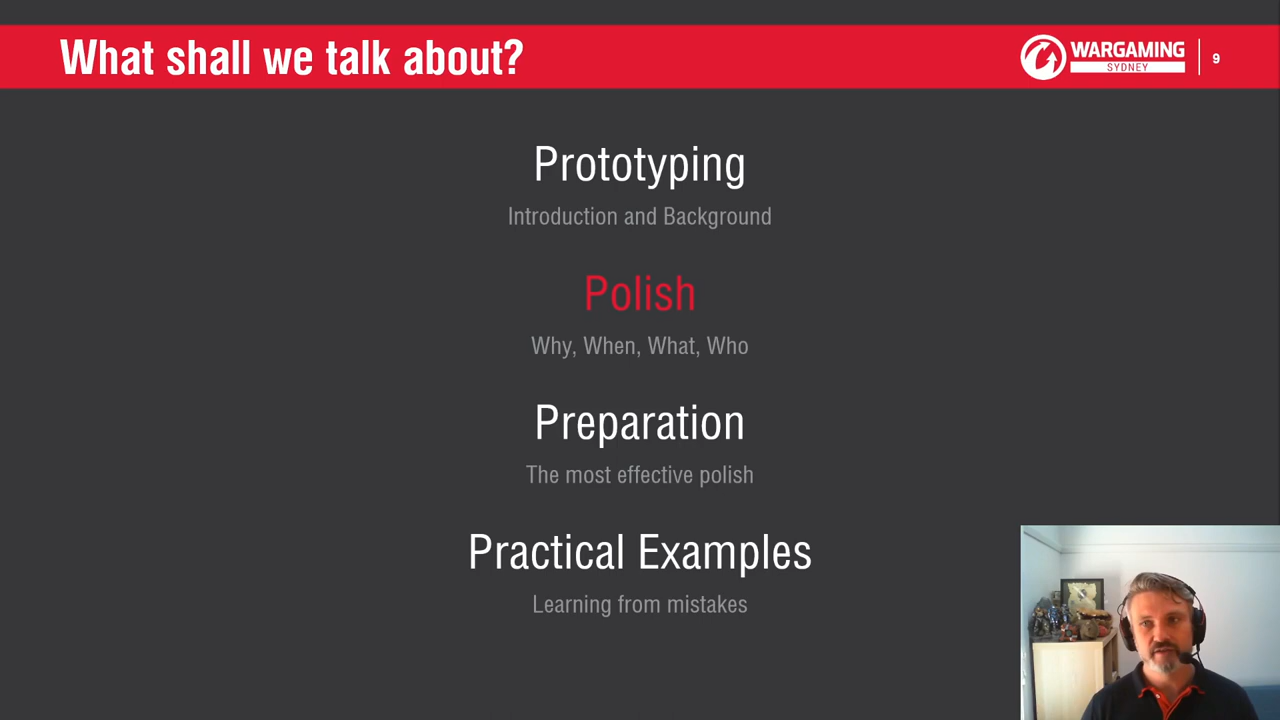 What shall we talk about?
WARGAMING
SYDNEY
9
Prototyping
Introduction and Background
Polish
Why, When, What, Who
Preparation
The most effective polish
Practical Examples
Learning from mistakes